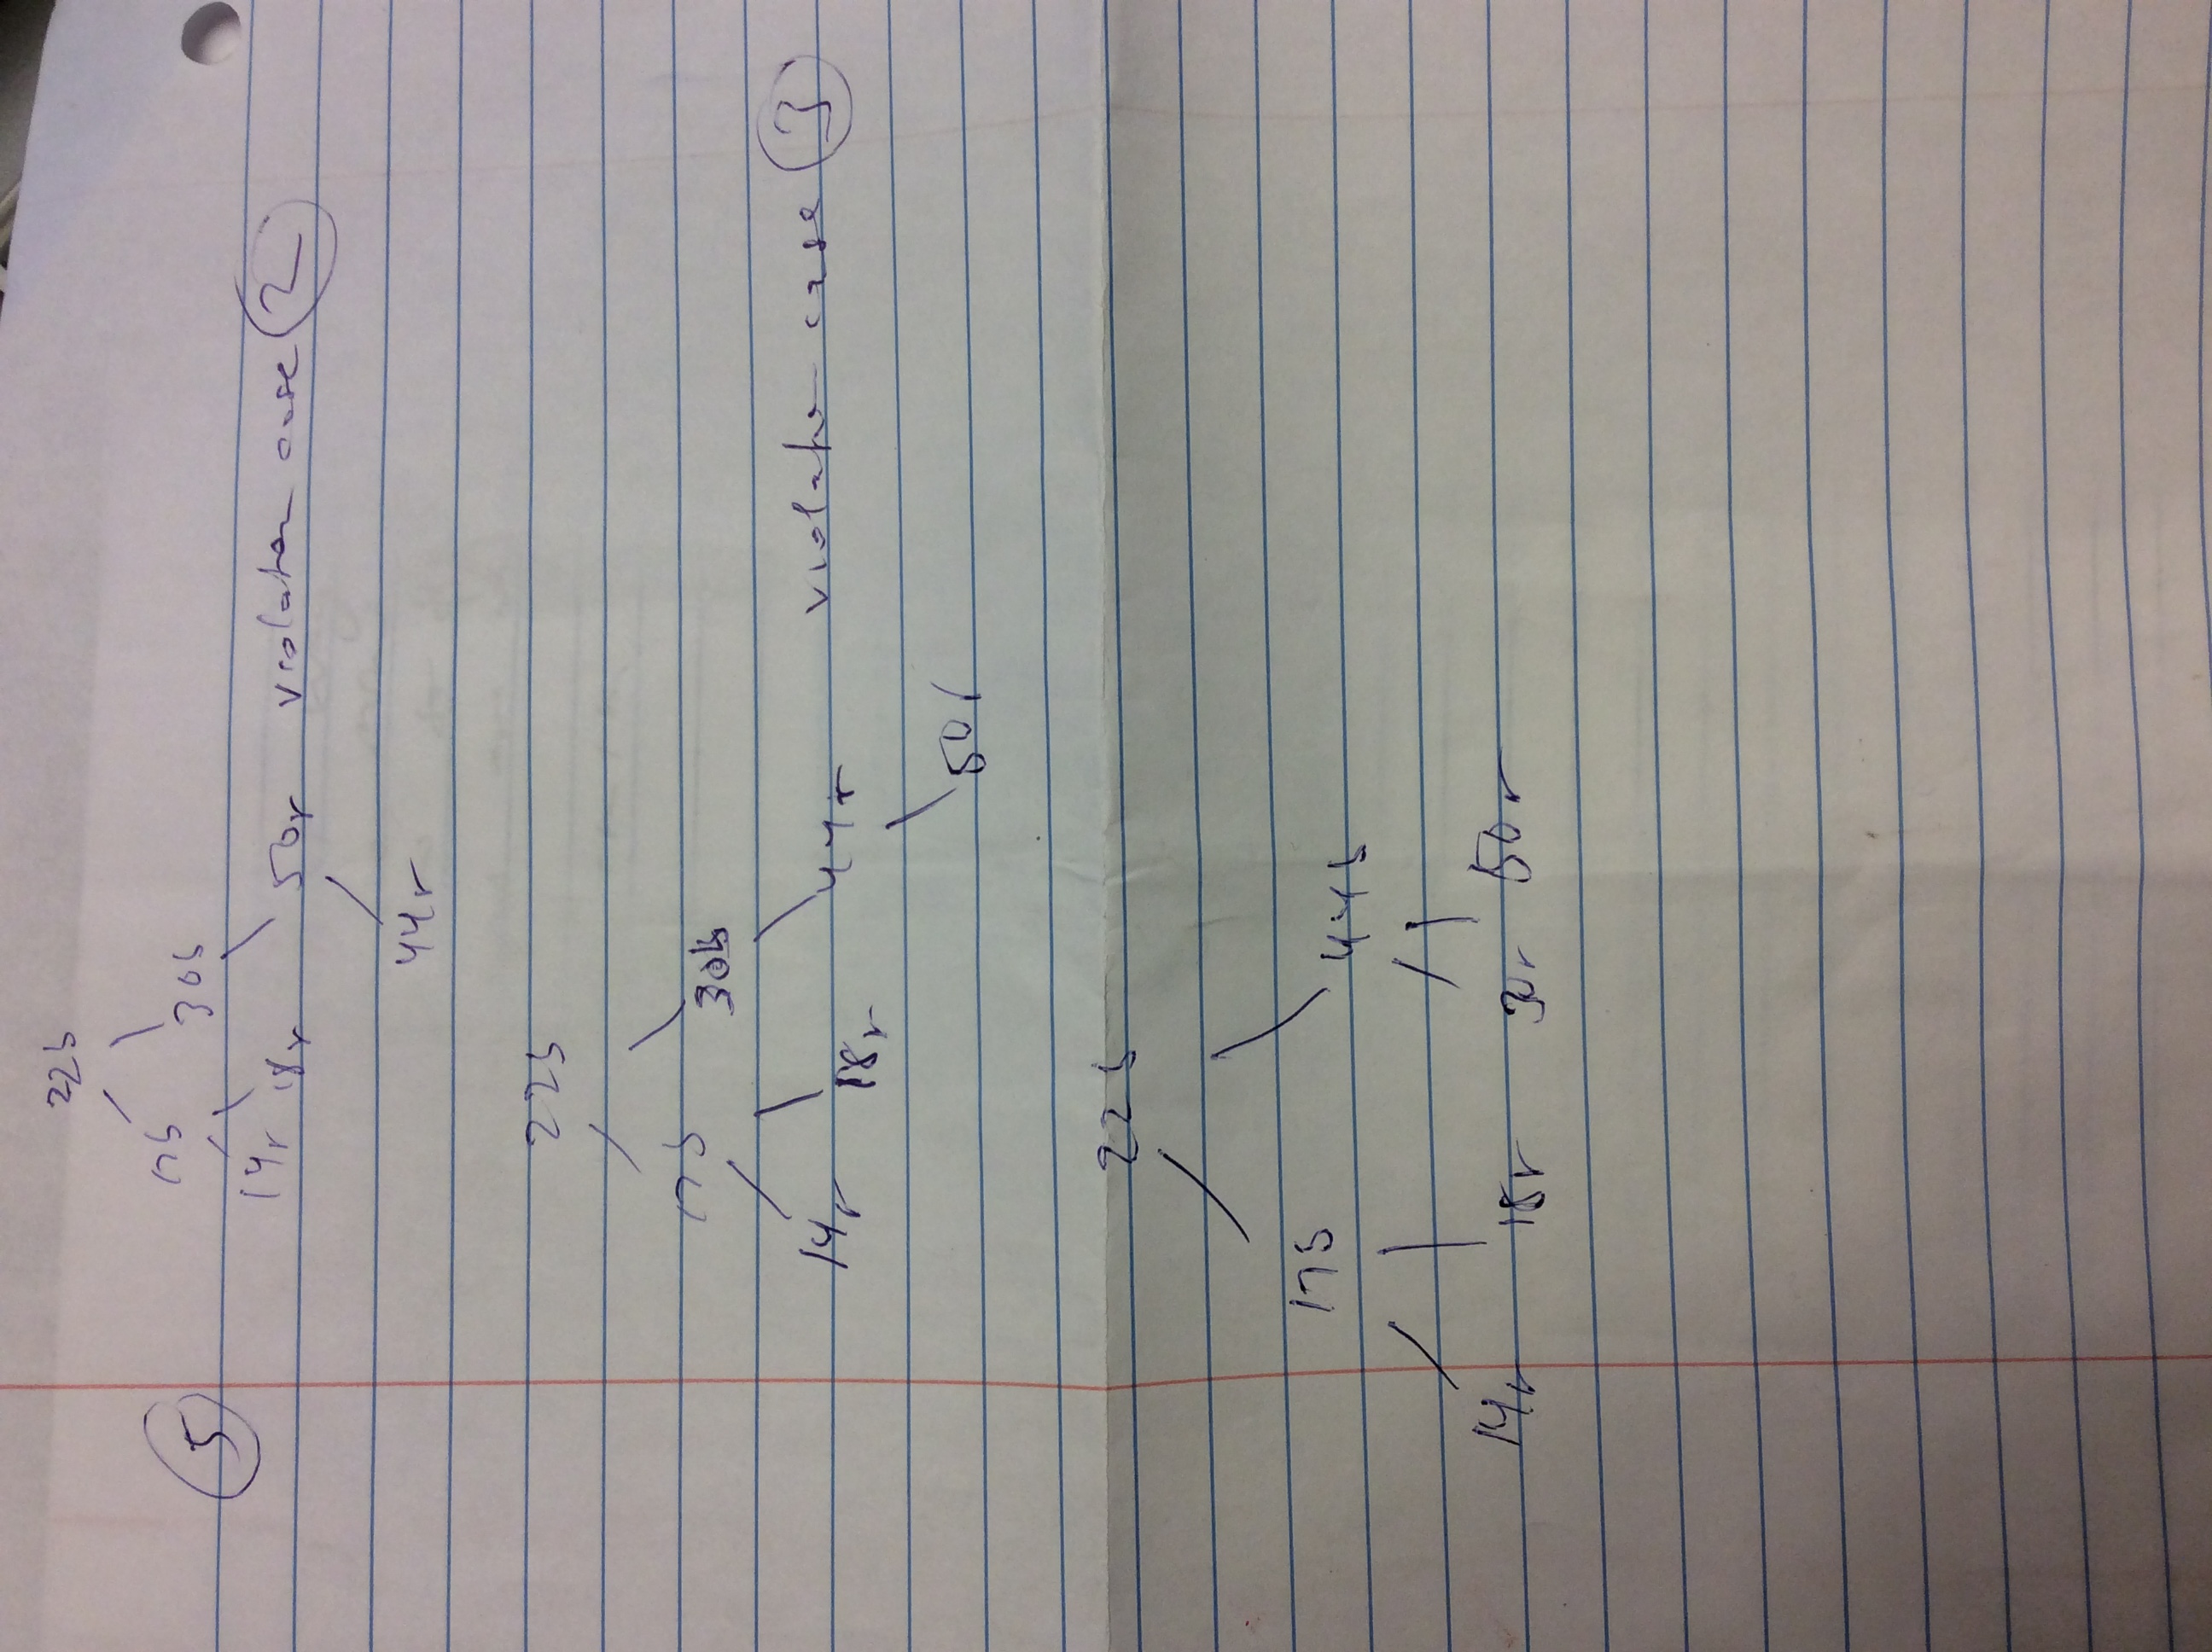 22b
5
17b 30b
14r 18r 50r violation case 2
44r
22b
17b 30b
14r 18r 44r violation case 3
50r
22b
17b 44b
14r 18r 30r 50r